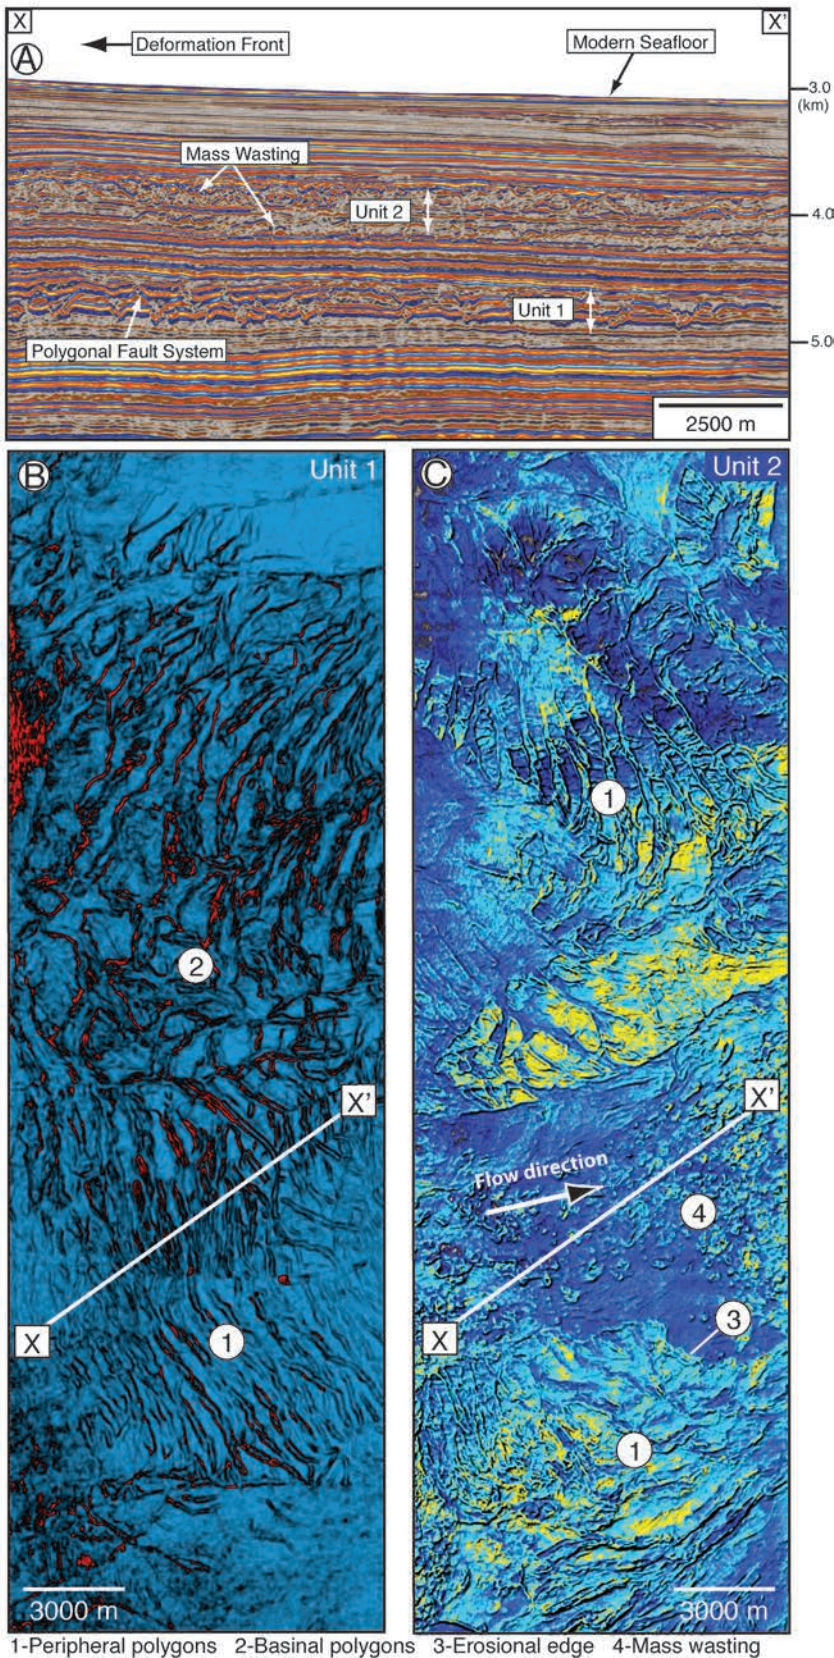 X X'
A
Deformation Front
Modern Seafloor
3.0
(km)
Mass Wasting
Unit 2
4.0
Unit 1
Polygonal Fault System
5.0
2500 m
B
Unit 1
2
X'
X
1
3000 m
C
Unit 2
1
X'
Flow direction
4
3
X
1
3000 m
1-Peripheral polygons 2-Basinal polygons 3-Erosional edge 4-Mass wasting